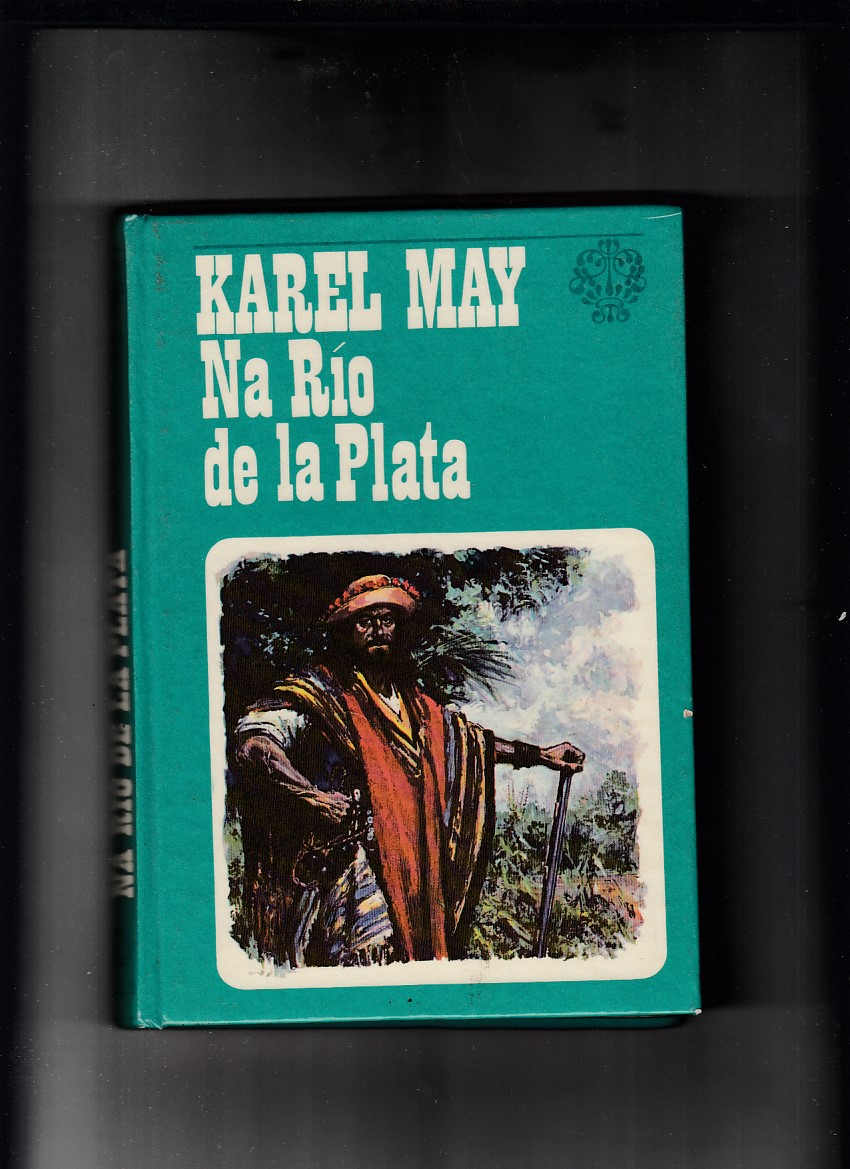 KAREL MAY
Na Río
de la Plata
NA RÍO DE LA PLATA